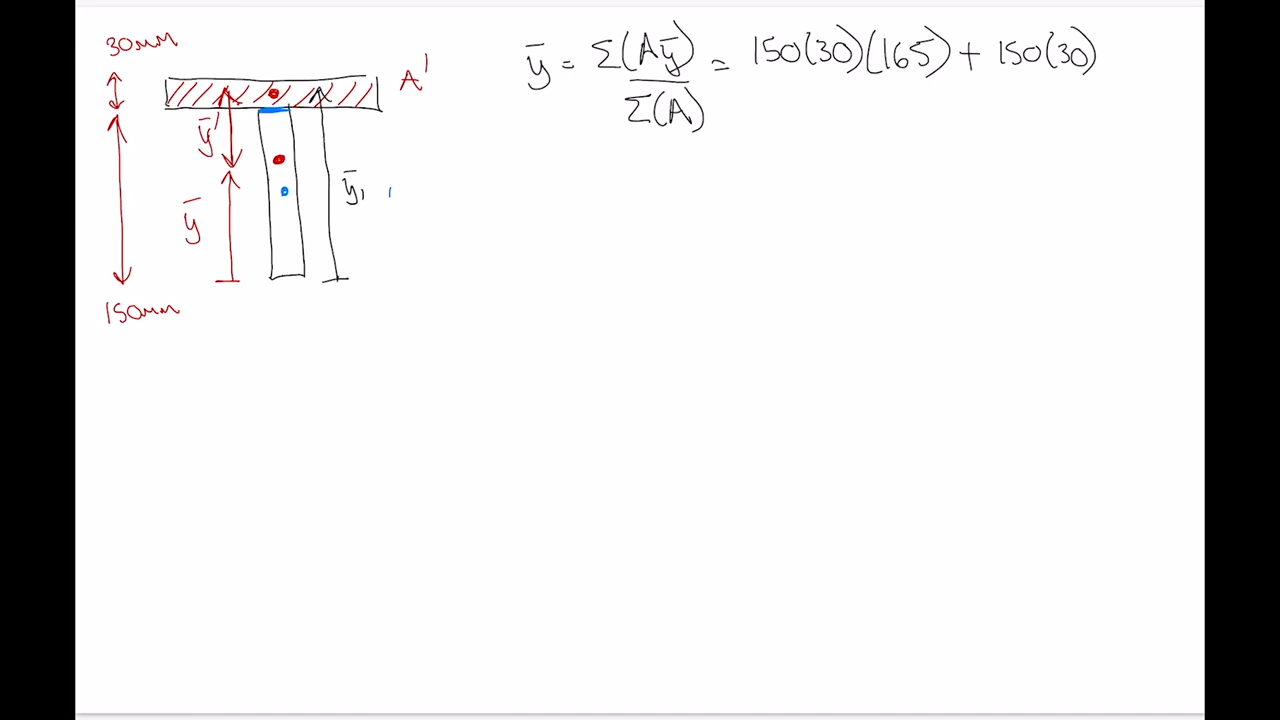 30mm
A'
ȳ = Σ(Aȳ) / Σ(A) = 150(30)(165) + 150(30)
ȳ'
ȳ₁
ȳ
150mm